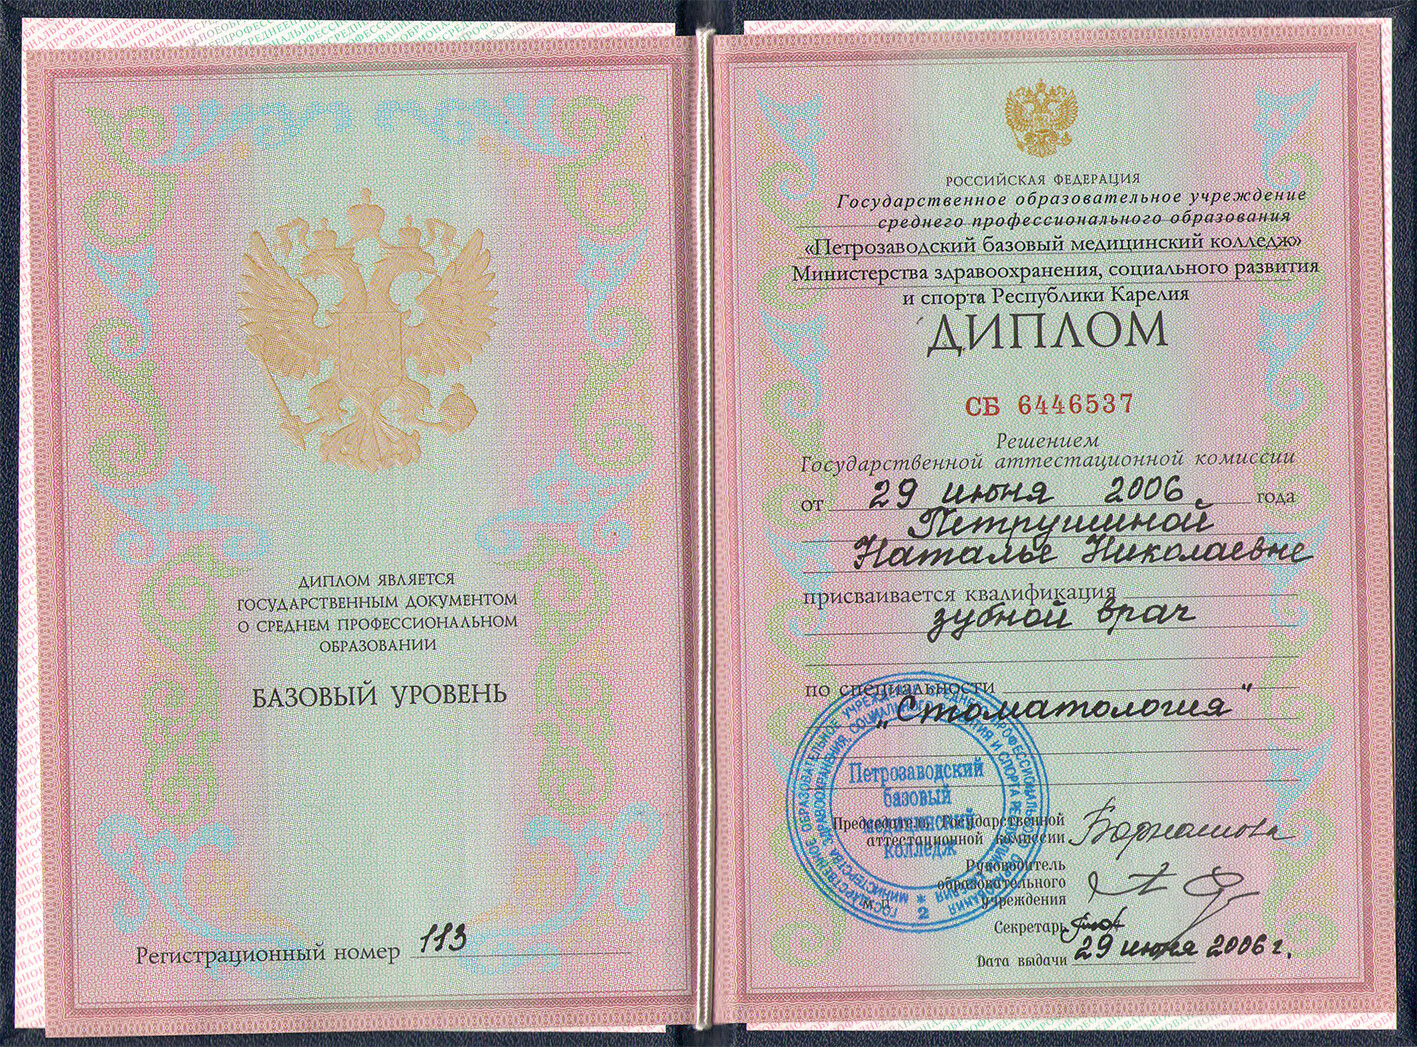 ДИПЛОМ ЯВЛЯЕТСЯ
ГОСУДАРСТВЕННЫМ ДОКУМЕНТОМ
О СРЕДНЕМ ПРОФЕССИОНАЛЬНОМ
ОБРАЗОВАНИИ
БАЗОВЫЙ УРОВЕНЬ
Регистрационный номер 113
РОССИЙСКАЯ ФЕДЕРАЦИЯ
Государственное образовательное учреждение
среднего профессионального образования
«Петрозаводский базовый медицинский колледж»
Министерства здравоохранения, социального развития
и спорта Республики Карелия
ДИПЛОМ
СБ 6446537
Решением
Государственной аттестационной комиссии
от 29 июня 2006 года
Петрушиной
Наталье Николаевне
присваивается квалификация
зубной врач
по специальности
„Стоматология"
Петрозаводский
базовый
медицинский
колледж
2
Председатель Государственной
аттестационной комиссии
Руководитель
образовательного
учреждения
М.П.
Секретарь
Дата выдачи 29 июня 2006 г.